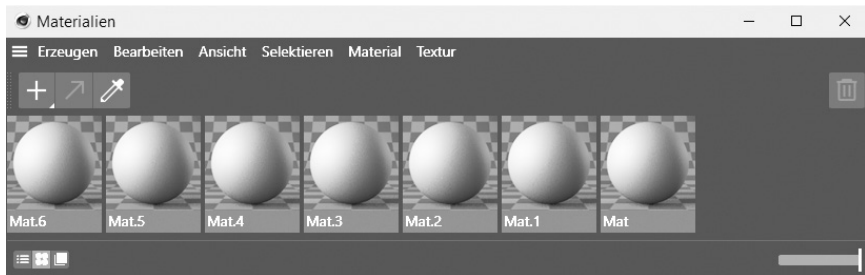 Materialien
Erzeugen Bearbeiten Ansicht Selektieren Material Textur
Mat.6 Mat.5 Mat.4 Mat.3 Mat.2 Mat.1 Mat